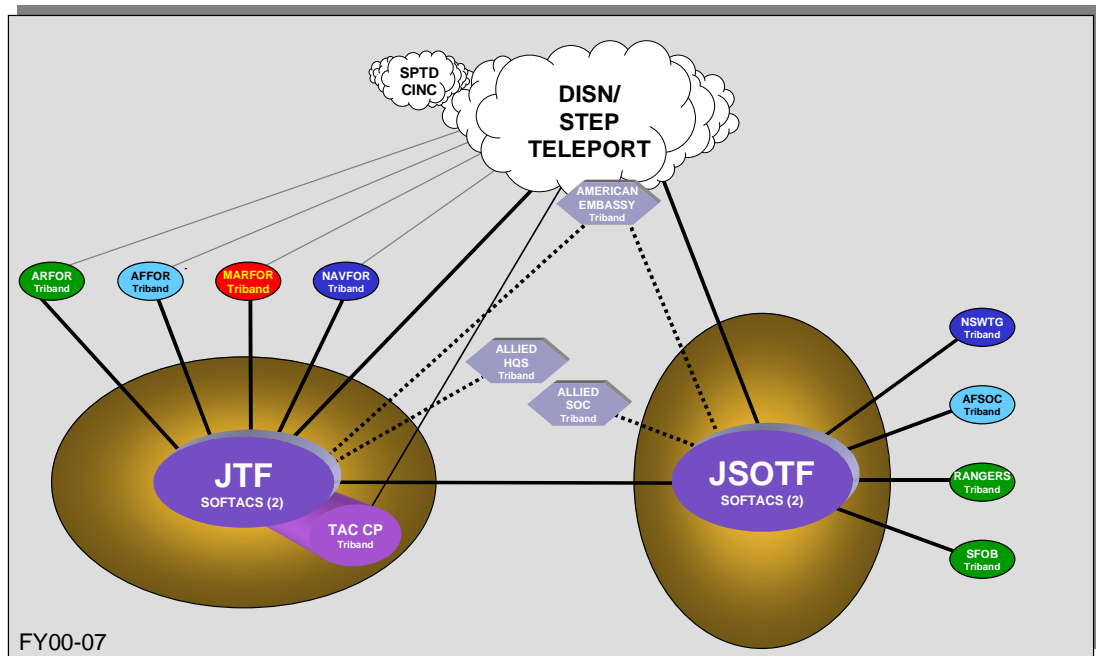 SPTD
CINC
DISN/
STEP
TELEPORT
AMERICAN
EMBASSY
Triband
ARFOR
Triband
AFFOR
Triband
MARFOR
Triband
NAVFOR
Triband
NSWTG
Triband
ALLIED
HQS
Triband
ALLIED
SOC
Triband
AFSOC
Triband
JTF
SOFTACS (2)
JSOTF
SOFTACS (2)
RANGERS
Triband
TAC CP
Triband
SFOB
Triband
FY00-07